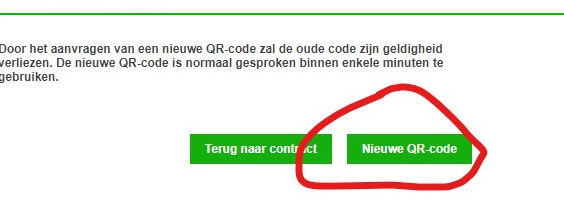 Door het aanvragen van een nieuwe QR-code zal de oude code zijn geldigheid
verliezen. De nieuwe QR-code is normaal gesproken binnen enkele minuten te
gebruiken.
Terug naar contract Nieuwe QR-code